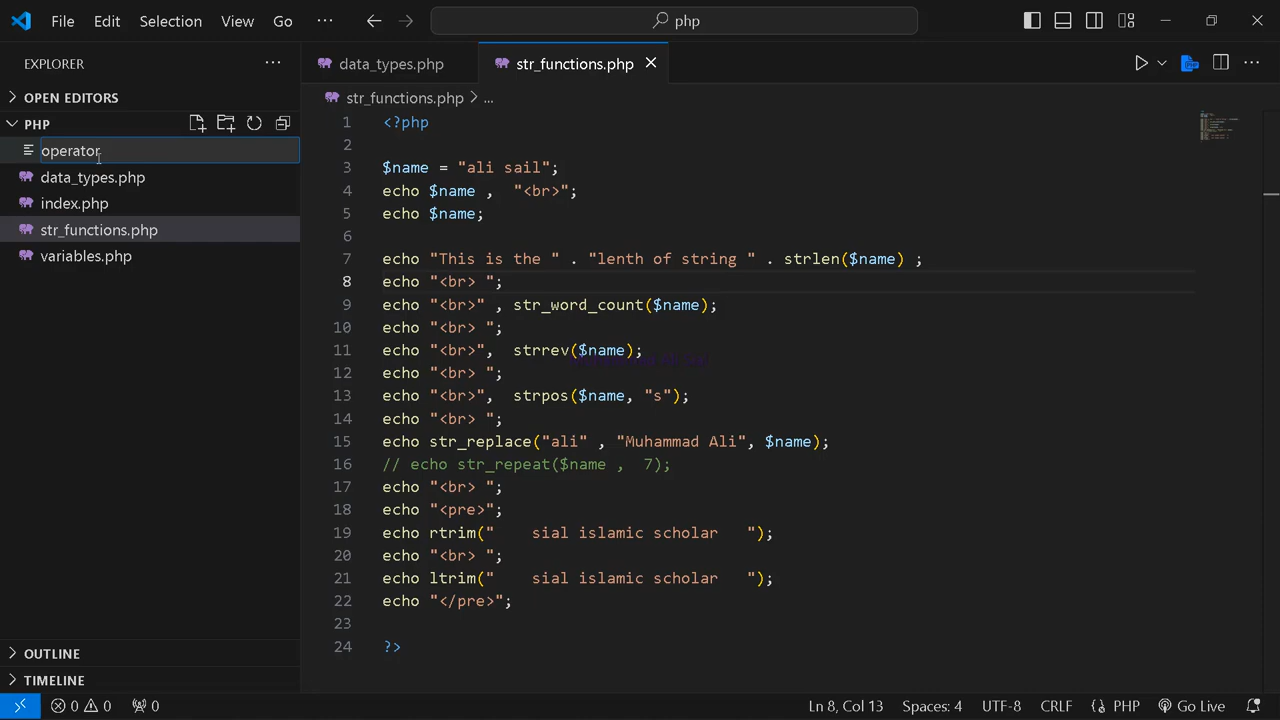 File Edit Selection View Go ··· php
EXPLORER ···
OPEN EDITORS
PHP
operator
data_types.php
index.php
str_functions.php
variables.php
OUTLINE
TIMELINE
data_types.php str_functions.php
str_functions.php > ...
1 <?php
2
3 $name = "ali sail";
4 echo $name ,  "<br>";
5 echo $name;
6
7 echo "This is the " . "lenth of string " . strlen($name) ;
8 echo "<br> ";
9 echo "<br>" , str_word_count($name);
10 echo "<br> ";
11 echo "<br>",  strrev($name);
12 echo "<br> ";
13 echo "<br>",  strpos($name, "s");
14 echo "<br> ";
15 echo str_replace("ali" , "Muhammad Ali", $name);
16 // echo str_repeat($name ,  7);
17 echo "<br> ";
18 echo "<pre>";
19 echo rtrim("    sial islamic scholar   ");
20 echo "<br> ";
21 echo ltrim("    sial islamic scholar   ");
22 echo "</pre>";
23
24 ?>
0 0 0 Ln 8, Col 13 Spaces: 4 UTF-8 CRLF PHP Go Live